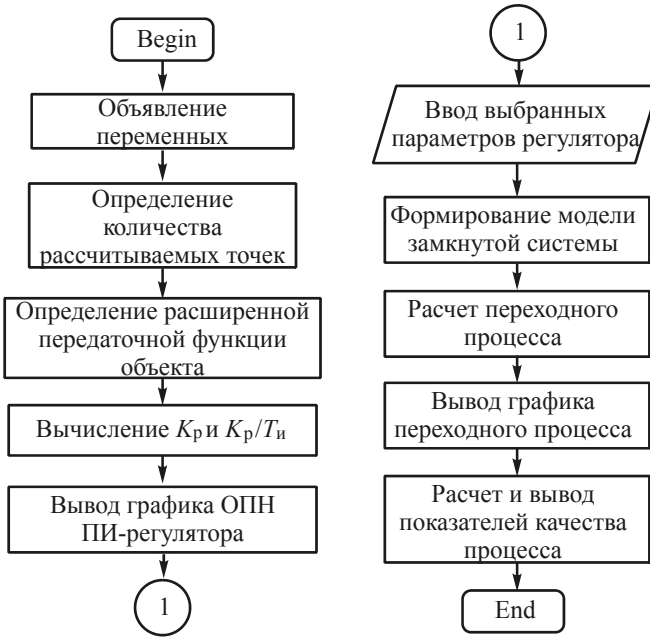 Begin
Объявление
переменных
Определение
количества
рассчитываемых точек
Определение расширенной
передаточной функции
объекта
Вычисление Kр и Kр/Tи
Вывод графика ОПН
ПИ-регулятора
1
1
Ввод выбранных
параметров регулятора
Формирование модели
замкнутой системы
Расчет переходного
процесса
Вывод графика
переходного процесса
Расчет и вывод
показателей качества
процесса
End